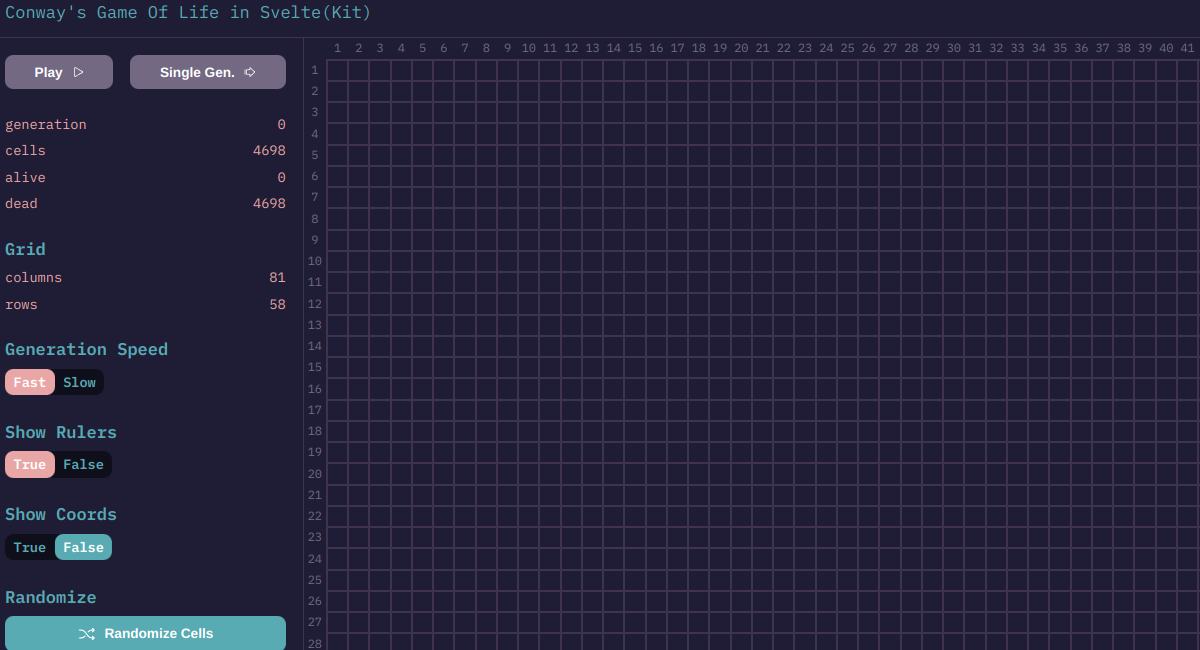 Conway's Game Of Life in Svelte(Kit)
Play
Single Gen.
generation 0
cells 4698
alive 0
dead 4698
Grid
columns 81
rows 58
Generation Speed
Fast Slow
Show Rulers
True False
Show Coords
True False
Randomize
Randomize Cells
1 2 3 4 5 6 7 8 9 10 11 12 13 14 15 16 17 18 19 20 21 22 23 24 25 26 27 28 29 30 31 32 33 34 35 36 37 38 39 40 41
1
2
3
4
5
6
7
8
9
10
11
12
13
14
15
16
17
18
19
20
21
22
23
24
25
26
27
28